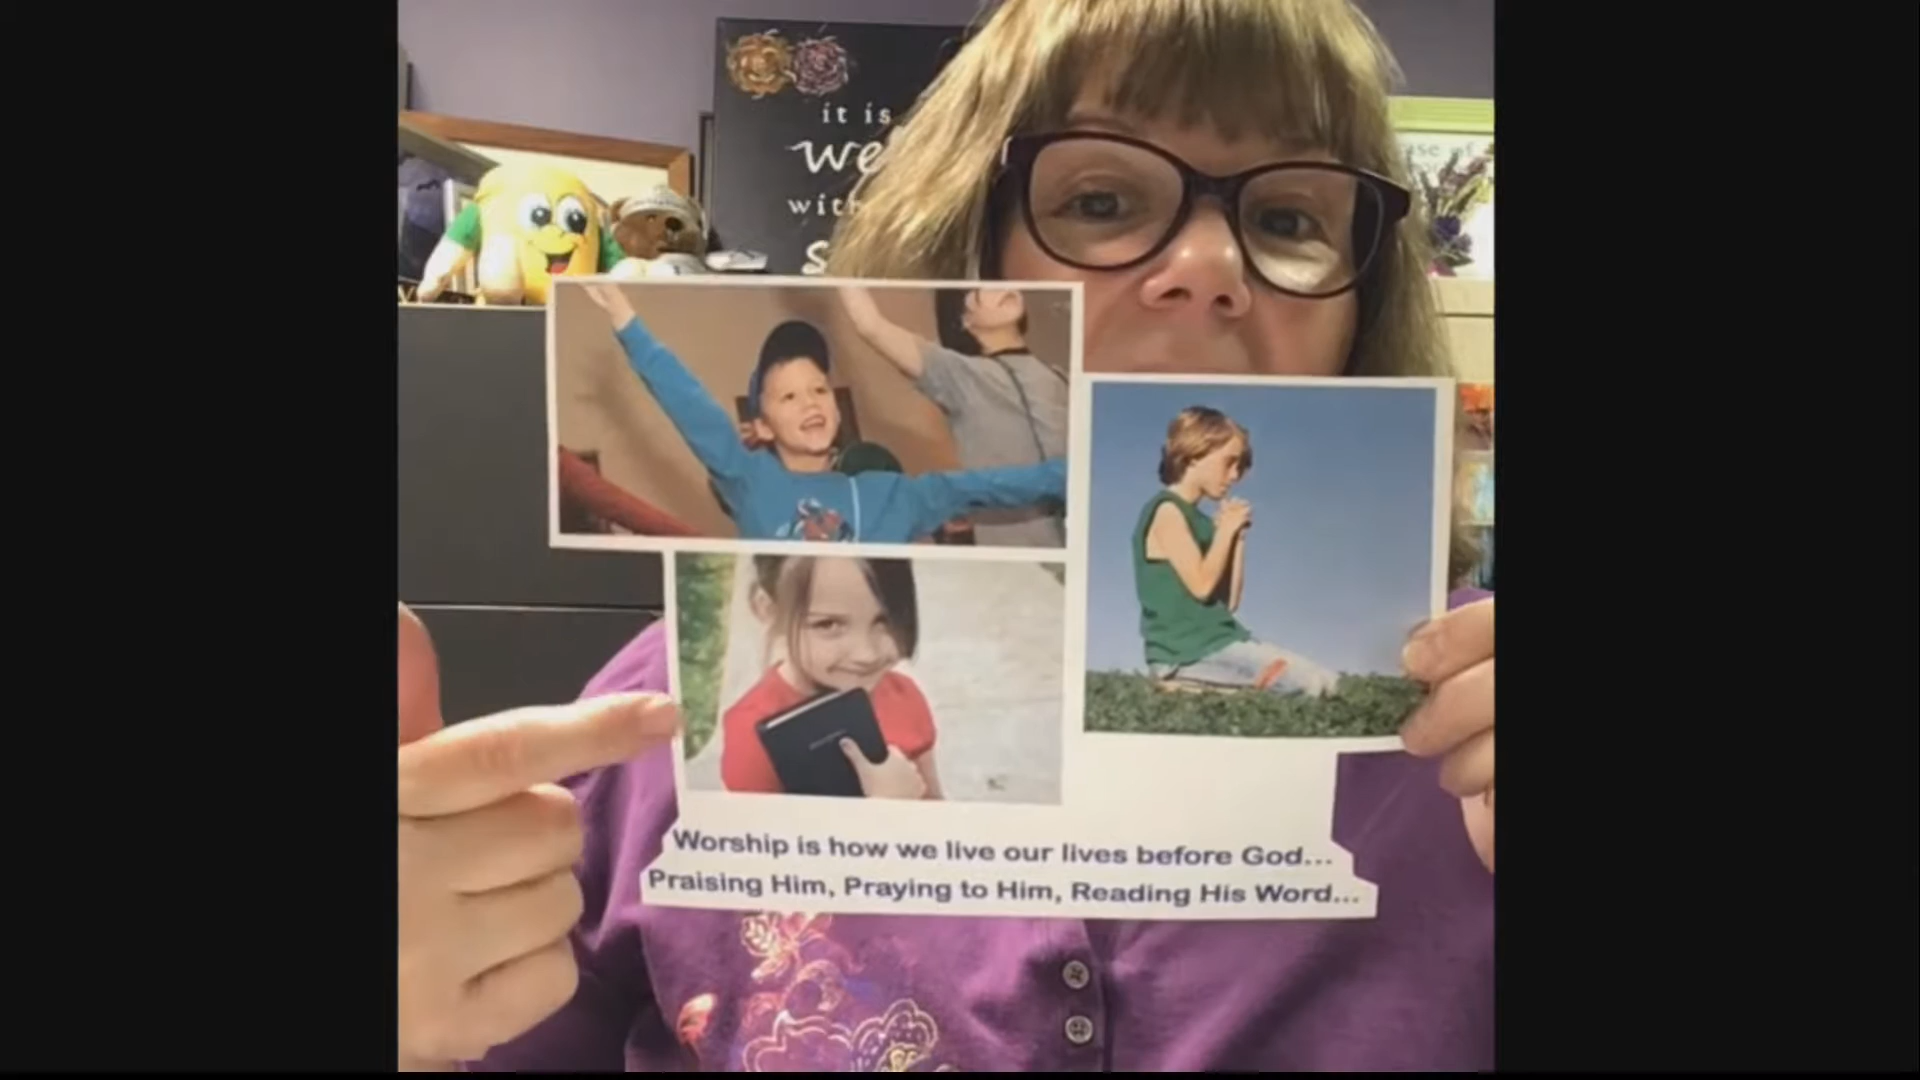 it is
we
with
s
Worship is how we live our lives before God...
Praising Him, Praying to Him, Reading His Word...